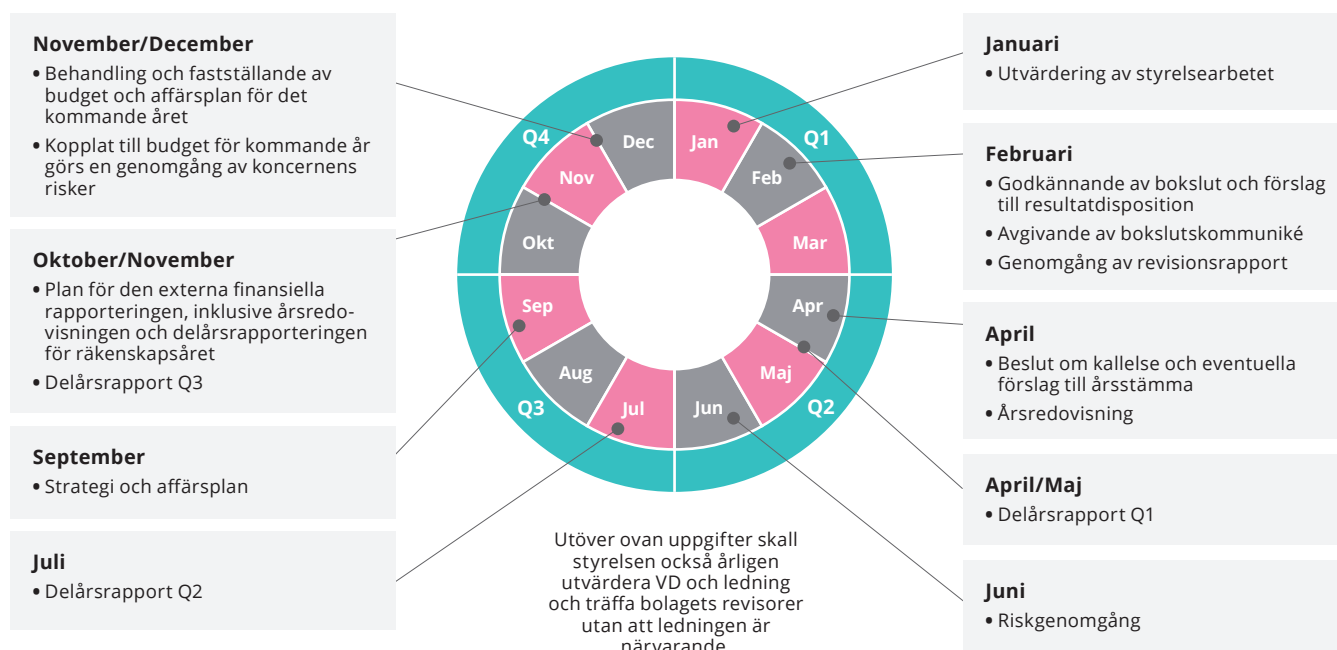 November/December
• Behandling och fastställande av
budget och affärsplan för det
kommande året
• Kopplat till budget för kommande år
görs en genomgång av koncernens
risker
Oktober/November
• Plan för den externa finansiella
rapporteringen, inklusive årsredo-
visningen och delårsrapporteringen
för räkenskapsåret
• Delårsrapport Q3
September
• Strategi och affärsplan
Juli
• Delårsrapport Q2
Q1
Q2
Q3
Q4
Jan
Feb
Mar
Apr
Maj
Jun
Jul
Aug
Sep
Okt
Nov
Dec
Utöver ovan uppgifter skall
styrelsen också årligen
utvärdera VD och ledning
och träffa bolagets revisorer
utan att ledningen är
närvarande
Januari
• Utvärdering av styrelsearbetet
Februari
• Godkännande av bokslut och förslag
till resultatdisposition
• Avgivande av bokslutskommuniké
• Genomgång av revisionsrapport
April
• Beslut om kallelse och eventuella
förslag till årsstämma
• Årsredovisning
April/Maj
• Delårsrapport Q1
Juni
• Riskgenomgång